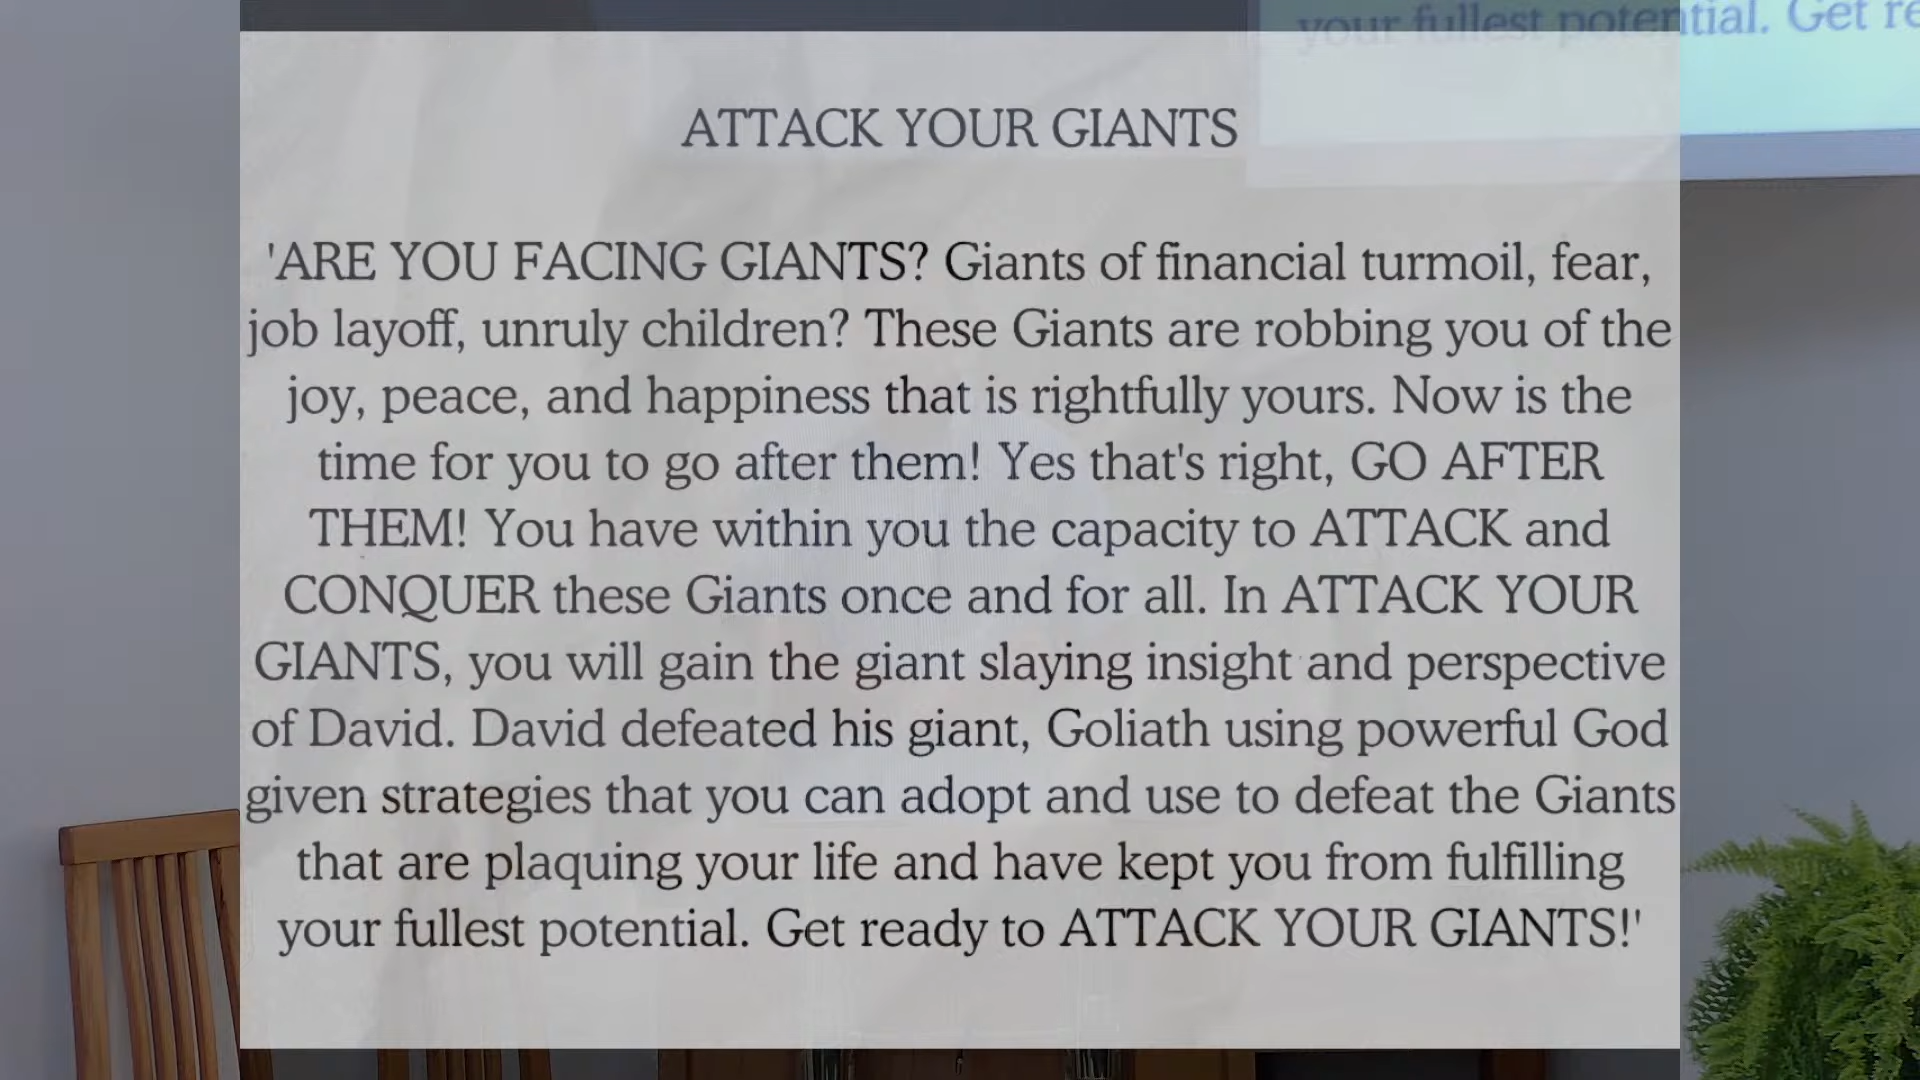 your fullest potential. Get re
ATTACK YOUR GIANTS
'ARE YOU FACING GIANTS? Giants of financial turmoil, fear,
job layoff, unruly children? These Giants are robbing you of the
joy, peace, and happiness that is rightfully yours. Now is the
time for you to go after them! Yes that's right, GO AFTER
THEM! You have within you the capacity to ATTACK and
CONQUER these Giants once and for all. In ATTACK YOUR
GIANTS, you will gain the giant slaying insight and perspective
of David. David defeated his giant, Goliath using powerful God
given strategies that you can adopt and use to defeat the Giants
that are plaquing your life and have kept you from fulfilling
your fullest potential. Get ready to ATTACK YOUR GIANTS!'